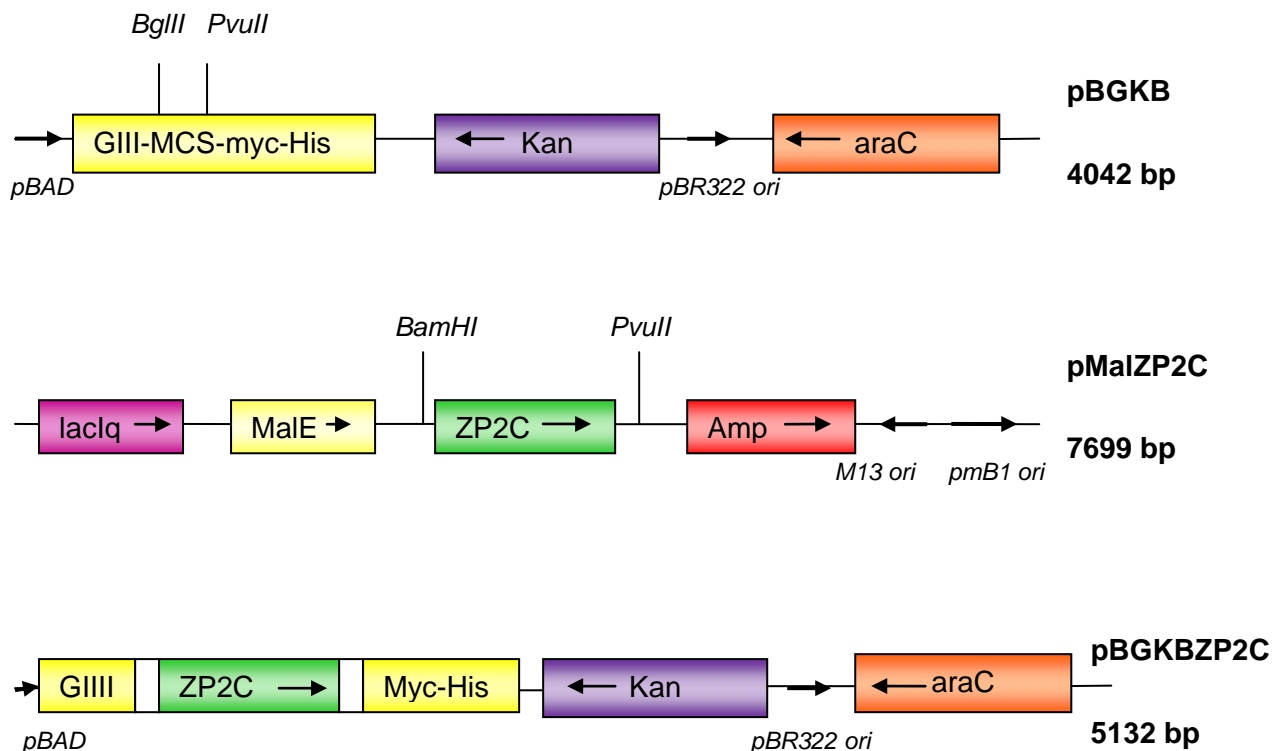 BglII PvuII
pBGKB
GIII-MCS-myc-His Kan araC
pBAD pBR322 ori 4042 bp
BamHI PvuII
pMalZP2C
lacIq MalE ZP2C Amp
7699 bp
M13 ori pmB1 ori
pBGKBZP2C
GIIII ZP2C Myc-His Kan araC
pBAD pBR322 ori 5132 bp